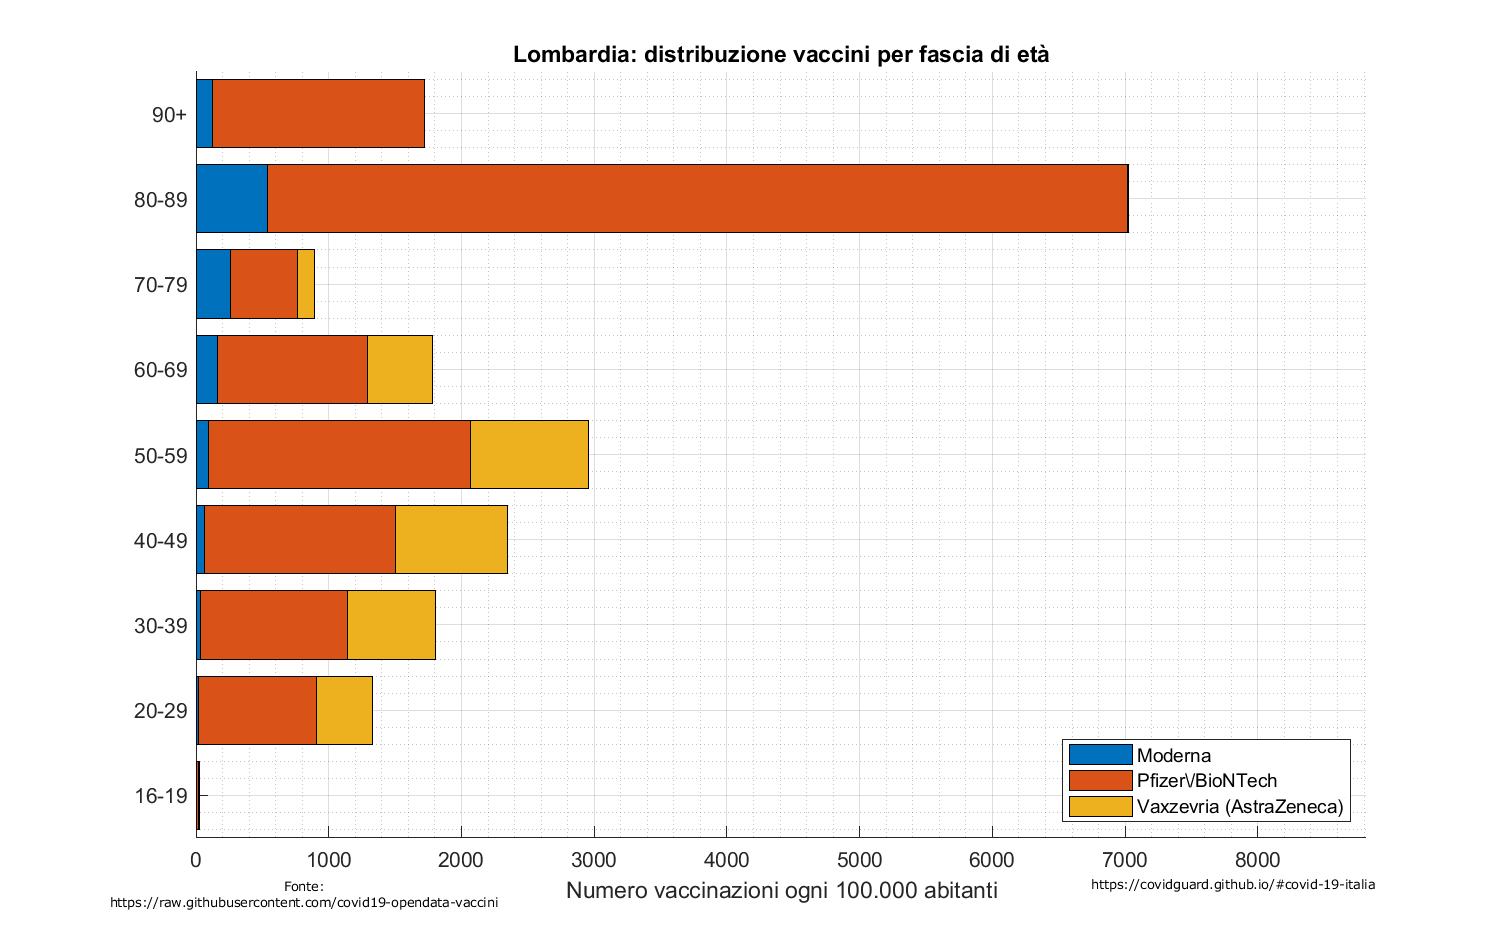 Lombardia: distribuzione vaccini per fascia di età
90+
80-89
70-79
60-69
50-59
40-49
30-39
20-29
16-19
Moderna
Pfizer\/BioNTech
Vaxzevria (AstraZeneca)
0 1000 2000 3000 4000 5000 6000 7000 8000
Numero vaccinazioni ogni 100.000 abitanti
Fonte:
https://raw.githubusercontent.com/covid19-opendata-vaccini
https://covidguard.github.io/#covid-19-italia